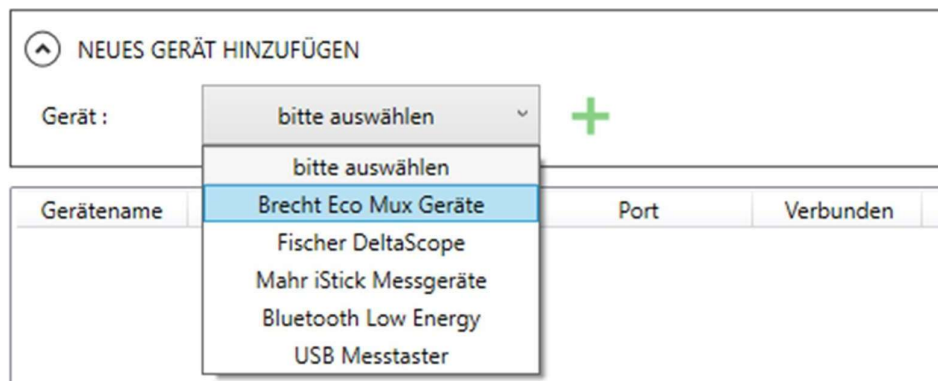 NEUES GERÄT HINZUFÜGEN
Gerät : bitte auswählen
bitte auswählen
Gerätename Brecht Eco Mux Geräte Port Verbunden
Fischer DeltaScope
Mahr iStick Messgeräte
Bluetooth Low Energy
USB Messtaster